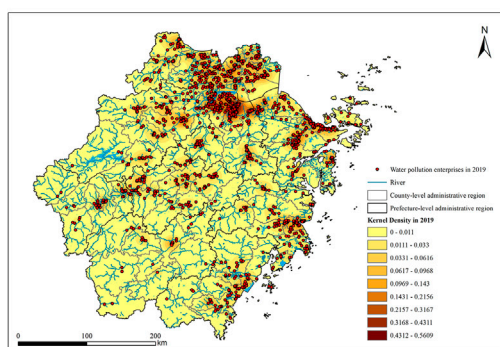 N
Water pollution enterprises in 2019
River
County-level administrative region
Prefecture-level administrative region
Kernel Density in 2019
0 - 0.011
0.0111 - 0.033
0.0331 - 0.0616
0.0617 - 0.0968
0.0969 - 0.143
0.1431 - 0.2156
0.2157 - 0.3167
0.3168 - 0.4311
0.4312 - 0.5609
0 100 200
km